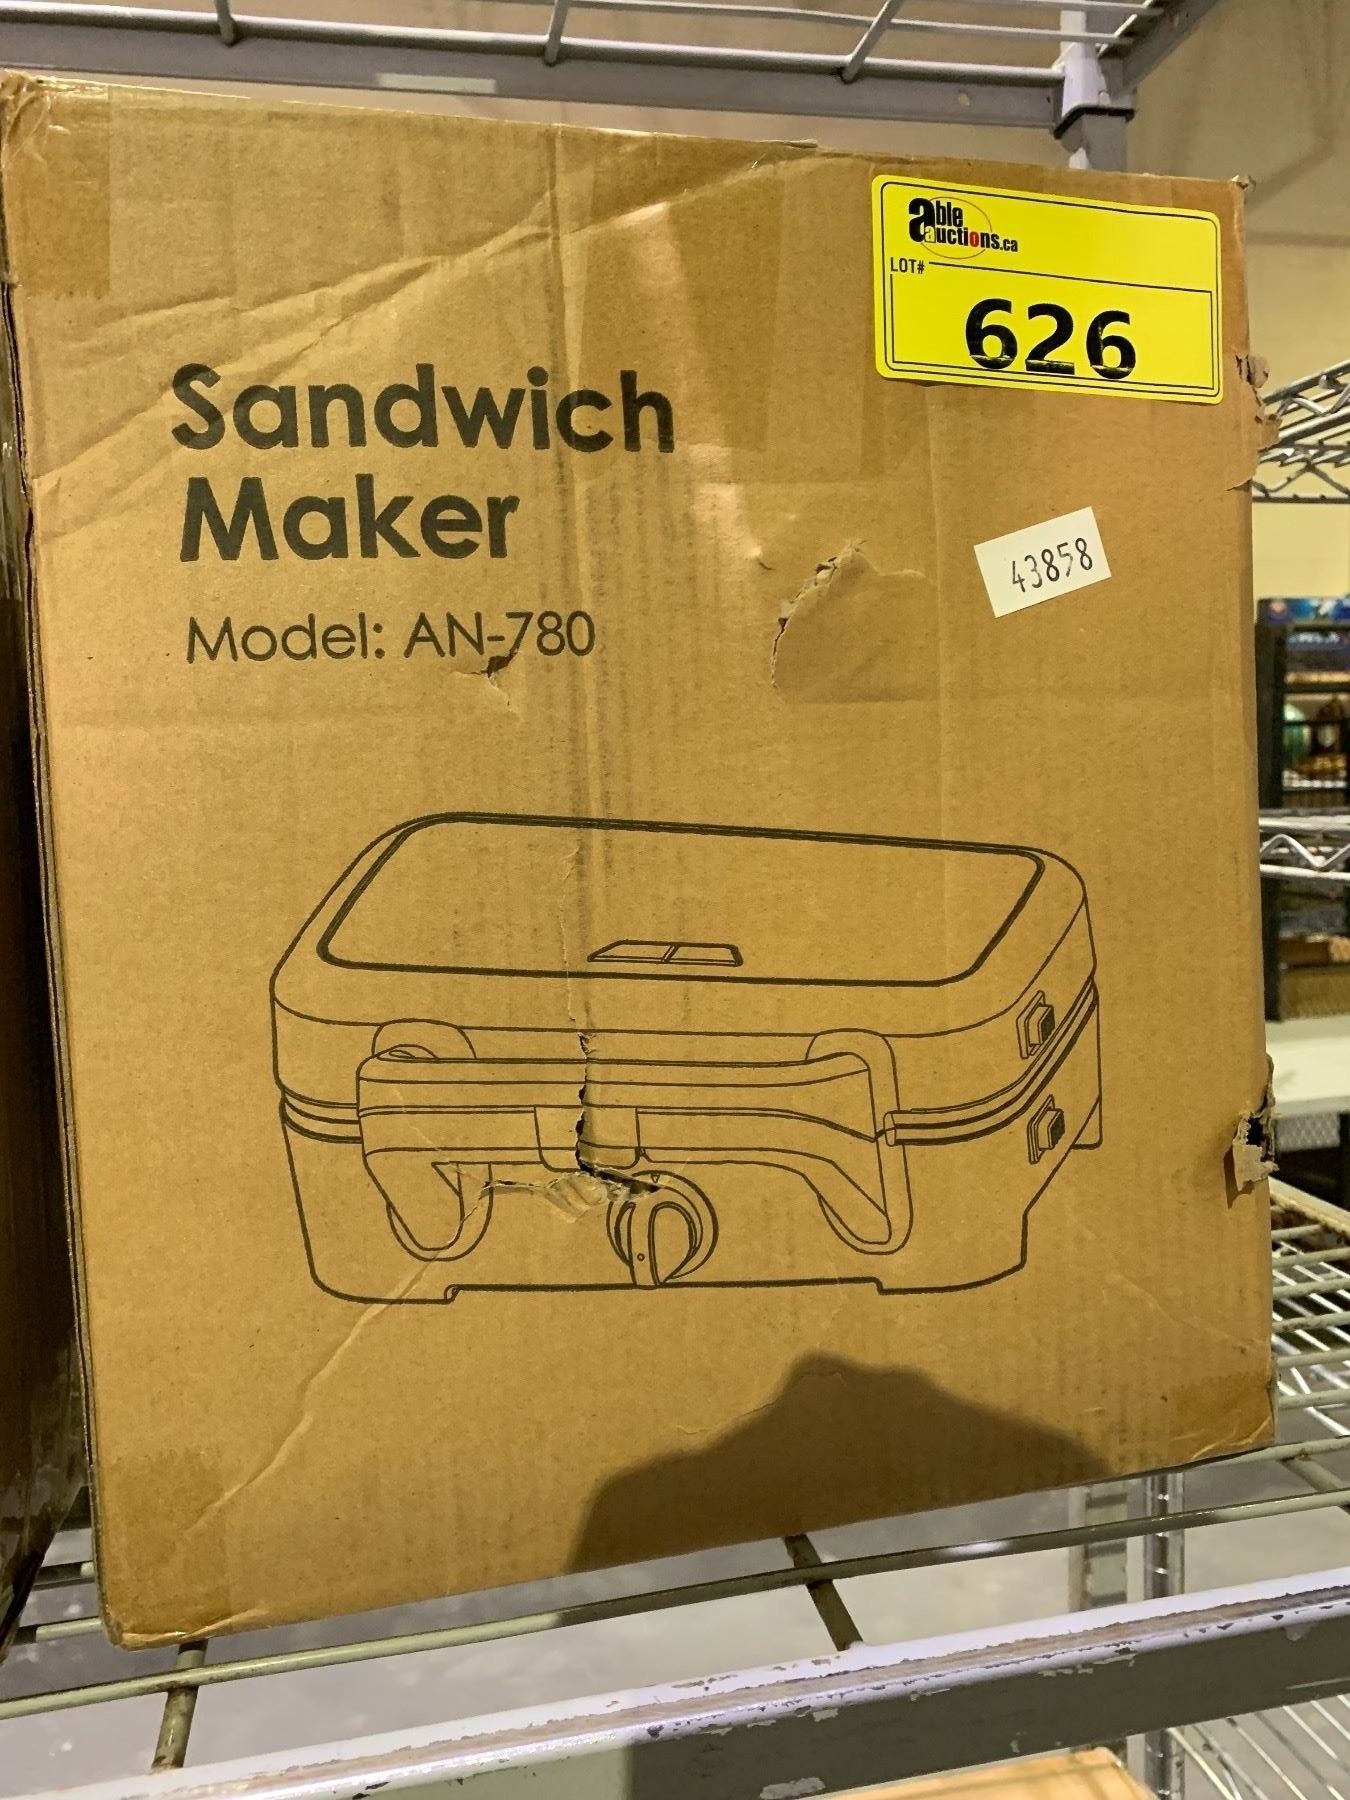 able
auctions.ca
LOT#
626
Sandwich
Maker
Model: AN-780
43858